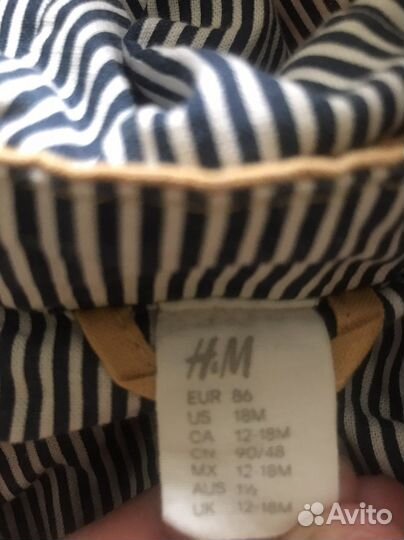 H&M
EUR 86
US 18M
CA 12-18M
CN 90/48
MX 12-18M
AUS 1½
UK 12-18M
Avito